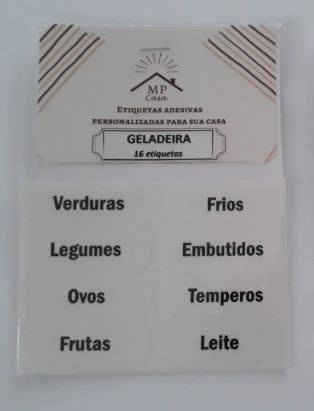 MP
Casa
ETIQUETAS ADESIVAS
PERSONALIZADAS PARA SUA CASA
GELADEIRA
16 etiquetas
Verduras Frios
Legumes Embutidos
Ovos Temperos
Frutas Leite